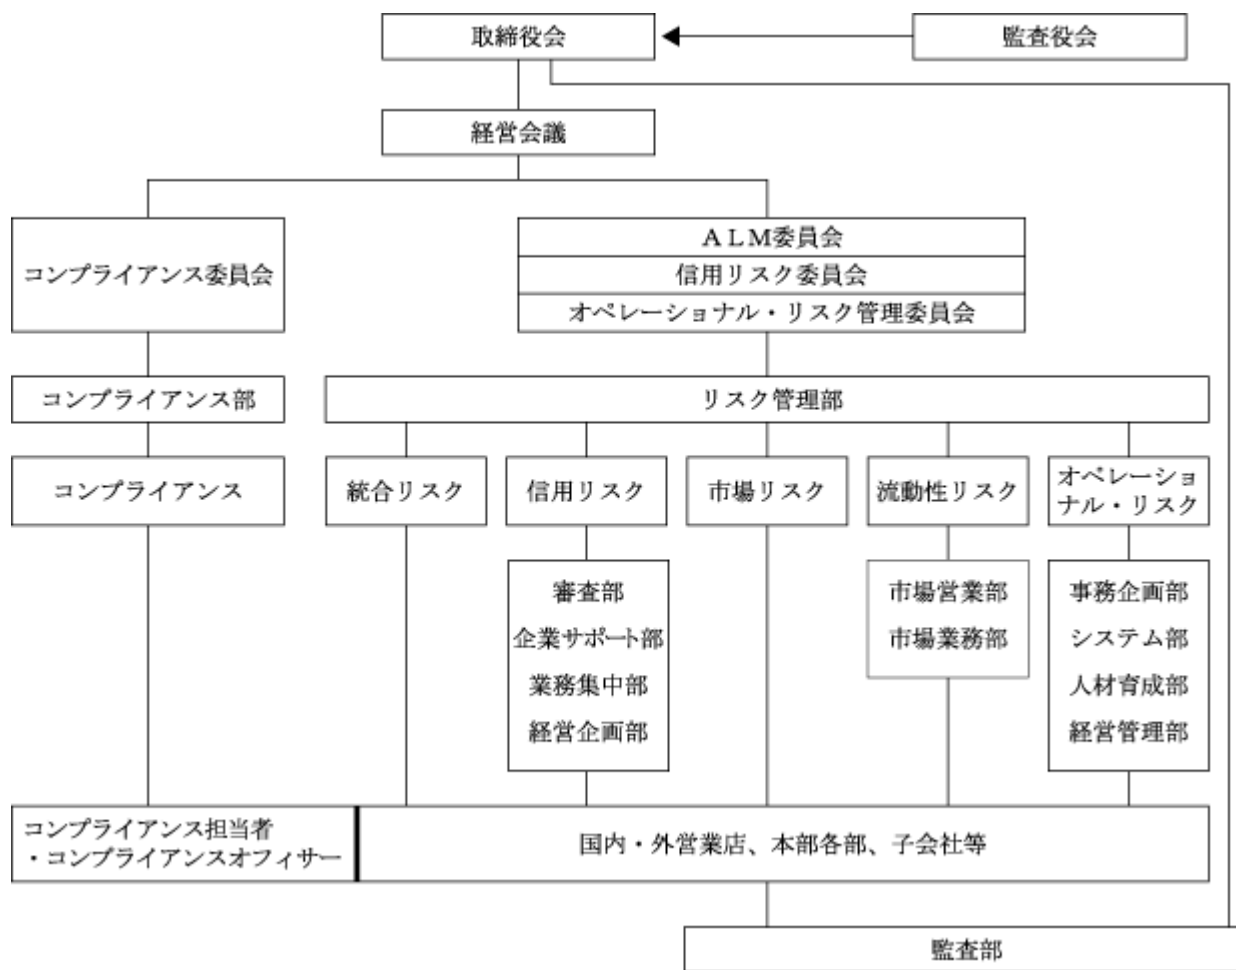 取締役会
監査役会
経営会議
コンプライアンス委員会
ＡＬＭ委員会
信用リスク委員会
オペレーショナル・リスク管理委員会
コンプライアンス部
リスク管理部
コンプライアンス
統合リスク
信用リスク
市場リスク
流動性リスク
オペレーショ
ナル・リスク
審査部
企業サポート部
業務集中部
経営企画部
市場営業部
市場業務部
事務企画部
システム部
人材育成部
経営管理部
コンプライアンス担当者
・コンプライアンスオフィサー
国内・外営業店、本部各部、子会社等
監査部